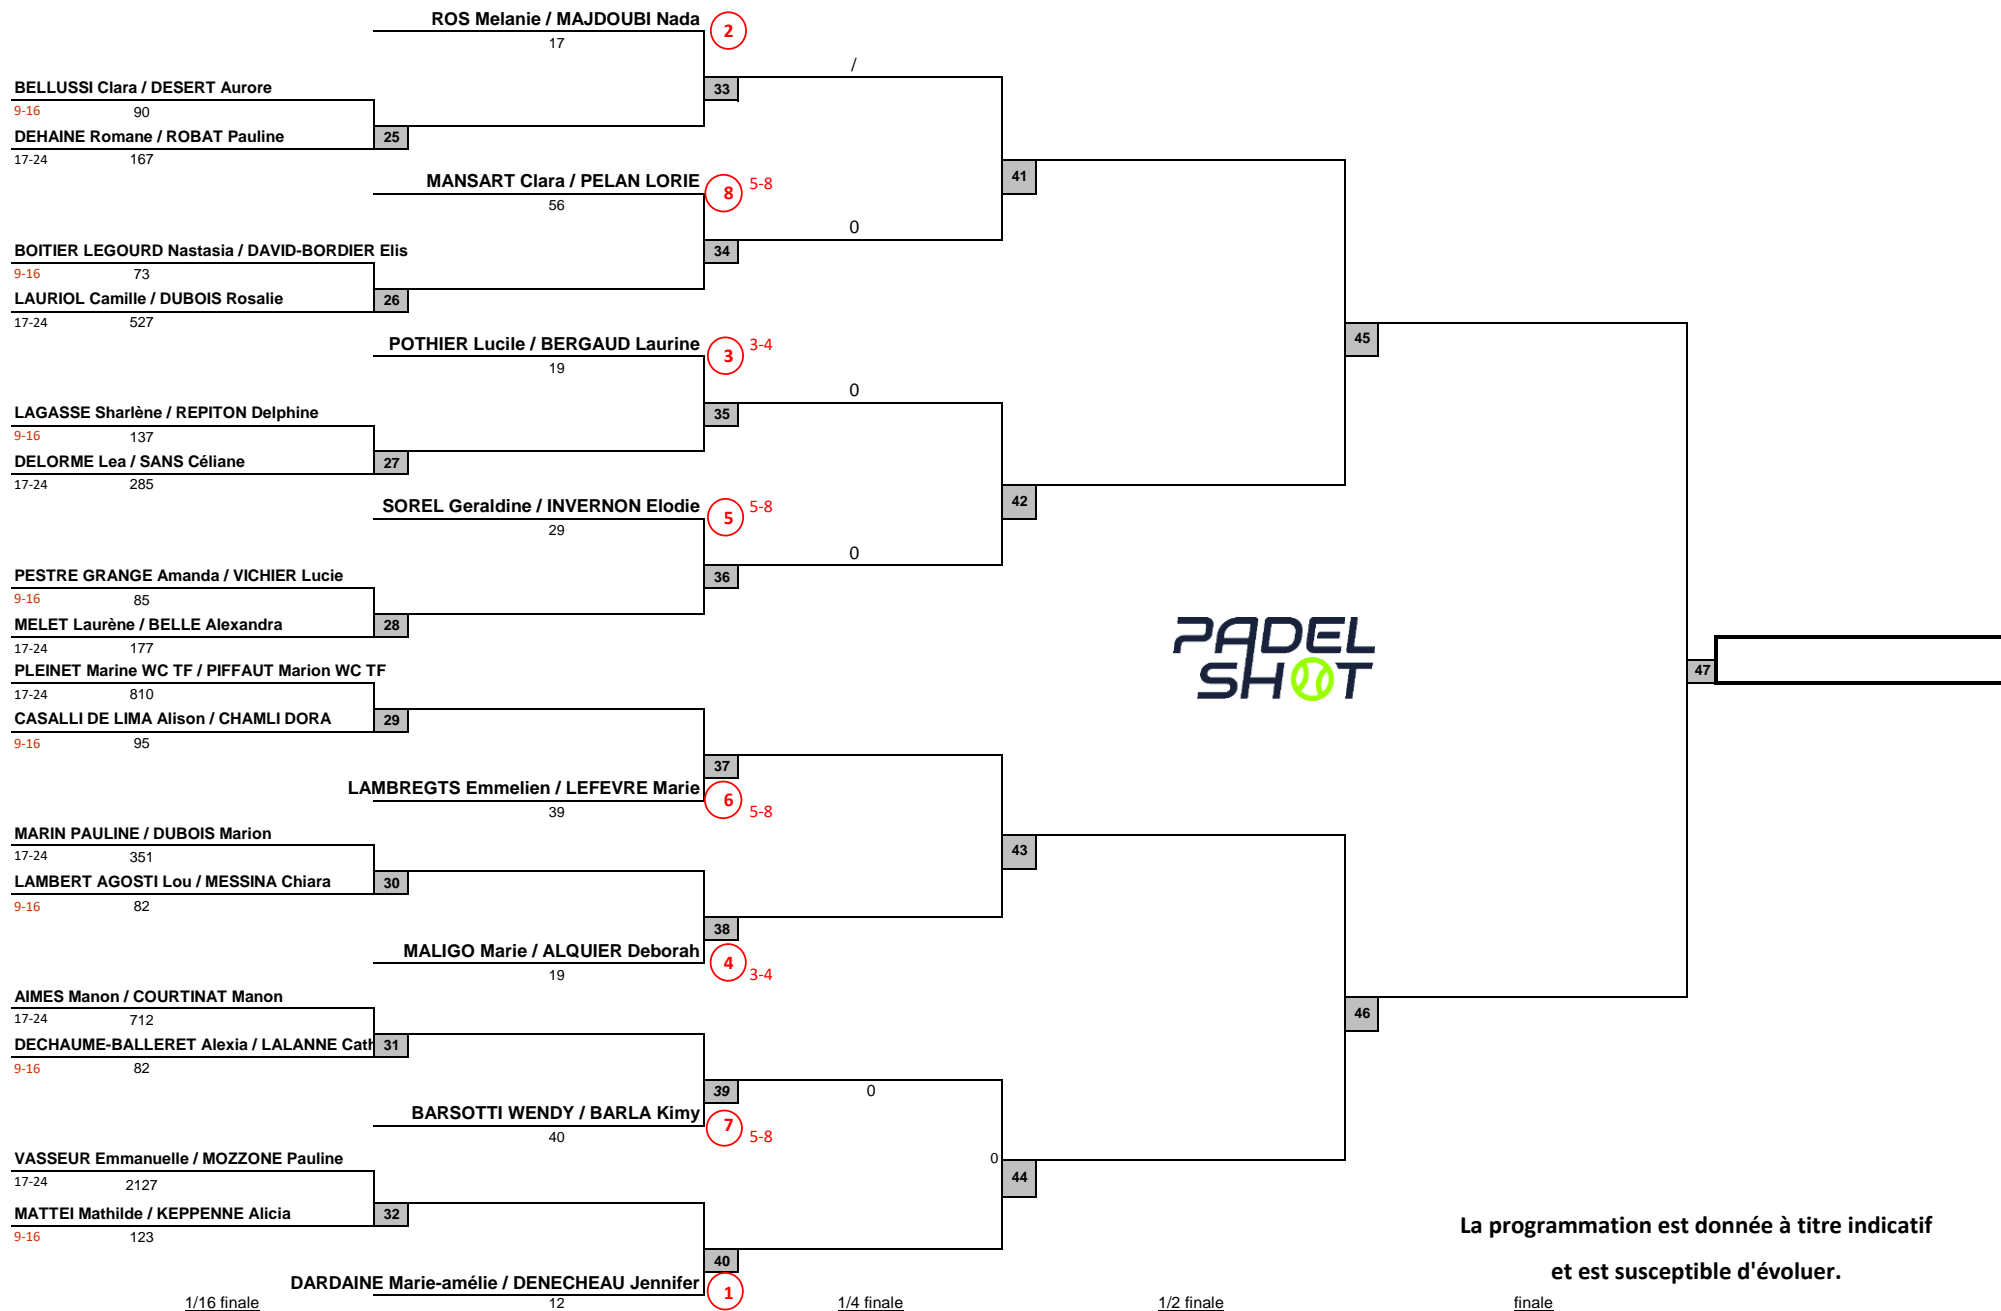 ROS Melanie / MAJDOUBI Nada
2
17
/
BELLUSSI Clara / DESERT Aurore
33
9-16 90
DEHAINE Romane / ROBAT Pauline
25
17-24 167
MANSART Clara / PELAN LORIE
8 5-8
41
56
0
BOITIER LEGOURD Nastasia / DAVID-BORDIER Elis
34
9-16 73
LAURIOL Camille / DUBOIS Rosalie
26
17-24 527
POTHIER Lucile / BERGAUD Laurine
3 3-4
45
19
0
LAGASSE Sharlène / REPITON Delphine
35
9-16 137
DELORME Lea / SANS Céliane
27
17-24 285
SOREL Geraldine / INVERNON Elodie
5 5-8
42
29
0
PESTRE GRANGE Amanda / VICHIER Lucie
36
9-16 85
MELET Laurène / BELLE Alexandra
28
17-24 177
PADEL
SHOT
PLEINET Marine WC TF / PIFFAUT Marion WC TF
47
17-24 810
CASALLI DE LIMA Alison / CHAMLI DORA
29
9-16 95
37
LAMBREGTS Emmelien / LEFEVRE Marie
6 5-8
39
MARIN PAULINE / DUBOIS Marion
43
17-24 351
LAMBERT AGOSTI Lou / MESSINA Chiara
30
9-16 82
38
MALIGO Marie / ALQUIER Deborah
4 3-4
19
AIMES Manon / COURTINAT Manon
46
17-24 712
DECHAUME-BALLERET Alexia / LALANNE Cath
31
9-16 82
39
0
BARSOTTI WENDY / BARLA Kimy
7 5-8
40
VASSEUR Emmanuelle / MOZZONE Pauline
0
44
17-24 2127
MATTEI Mathilde / KEPPENNE Alicia
32
9-16 123
La programmation est donnée à titre indicatif
40
et est susceptible d'évoluer.
DARDAINE Marie-amélie / DENECHEAU Jennifer
1
12
1/16 finale 1/4 finale 1/2 finale finale